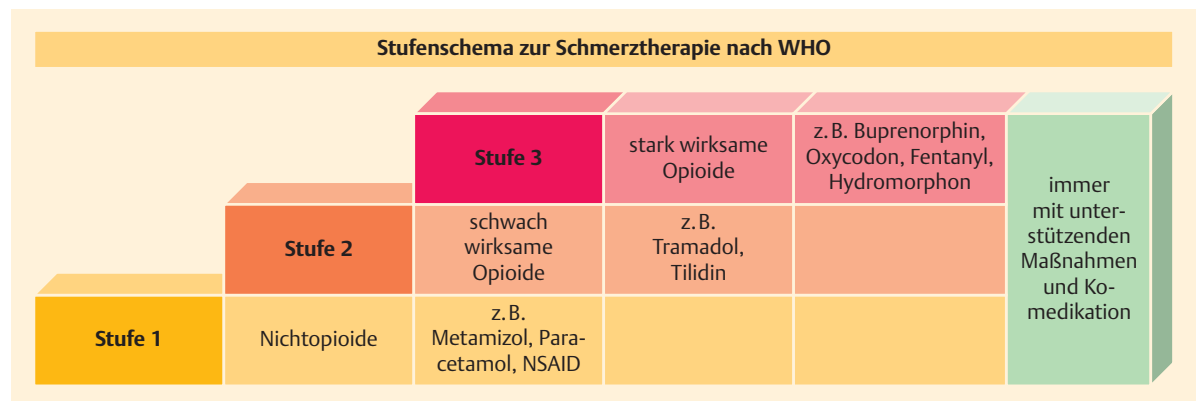 Stufenschema zur Schmerztherapie nach WHO
Stufe 3
stark wirksame
Opioide
z. B. Buprenorphin,
Oxycodon, Fentanyl,
Hydromorphon
immer
mit unter-
stützenden
Maßnahmen
und Ko-
medikation
Stufe 2
schwach
wirksame
Opioide
z. B.
Tramadol,
Tilidin
Stufe 1
Nichtopioide
z. B.
Metamizol, Para-
cetamol, NSAID